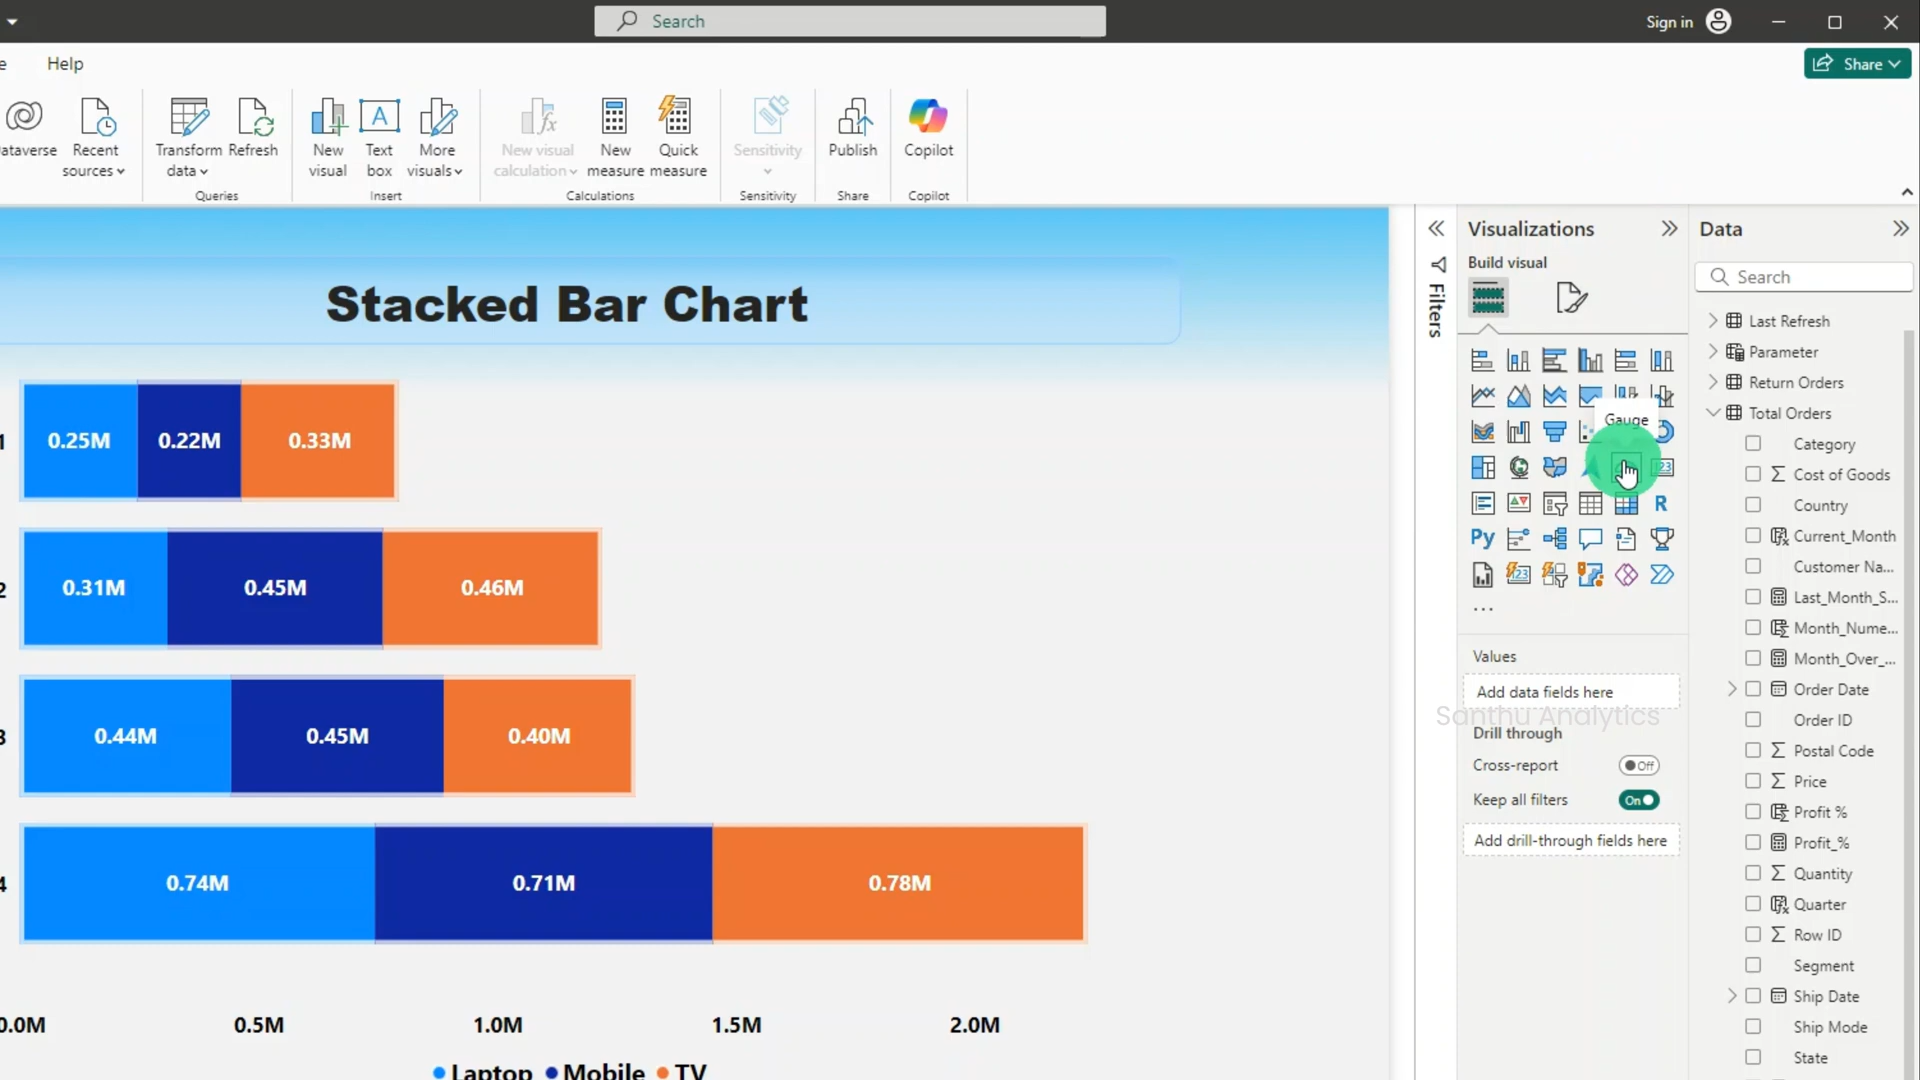 Search
Sign in
e
Help
Share
ataverse
Recent
sources
Transform
data
Refresh
New
visual
Text
box
More
visuals
New visual
calculation
New
measure
Quick
measure
Sensitivity
Publish
Copilot
Queries
Insert
Calculations
Sensitivity
Share
Copilot
Stacked Bar Chart
1
0.25M
0.22M
0.33M
2
0.31M
0.45M
0.46M
3
0.44M
0.45M
0.40M
4
0.74M
0.71M
0.78M
0.0M
0.5M
1.0M
1.5M
2.0M
Laptop
Mobile
TV
Filters
Visualizations
Build visual
Gauge
123
R
Py
123
...
Values
Add data fields here
Santhu Analytics
Drill through
Cross-report
Off
Keep all filters
On
Add drill-through fields here
Data
Search
Last Refresh
Parameter
Return Orders
Total Orders
Category
Cost of Goods
Country
Current_Month
Customer Na...
Last_Month_S...
Month_Nume...
Month_Over_...
Order Date
Order ID
Postal Code
Price
Profit %
Profit_%
Quantity
Quarter
Row ID
Segment
Ship Date
Ship Mode
State